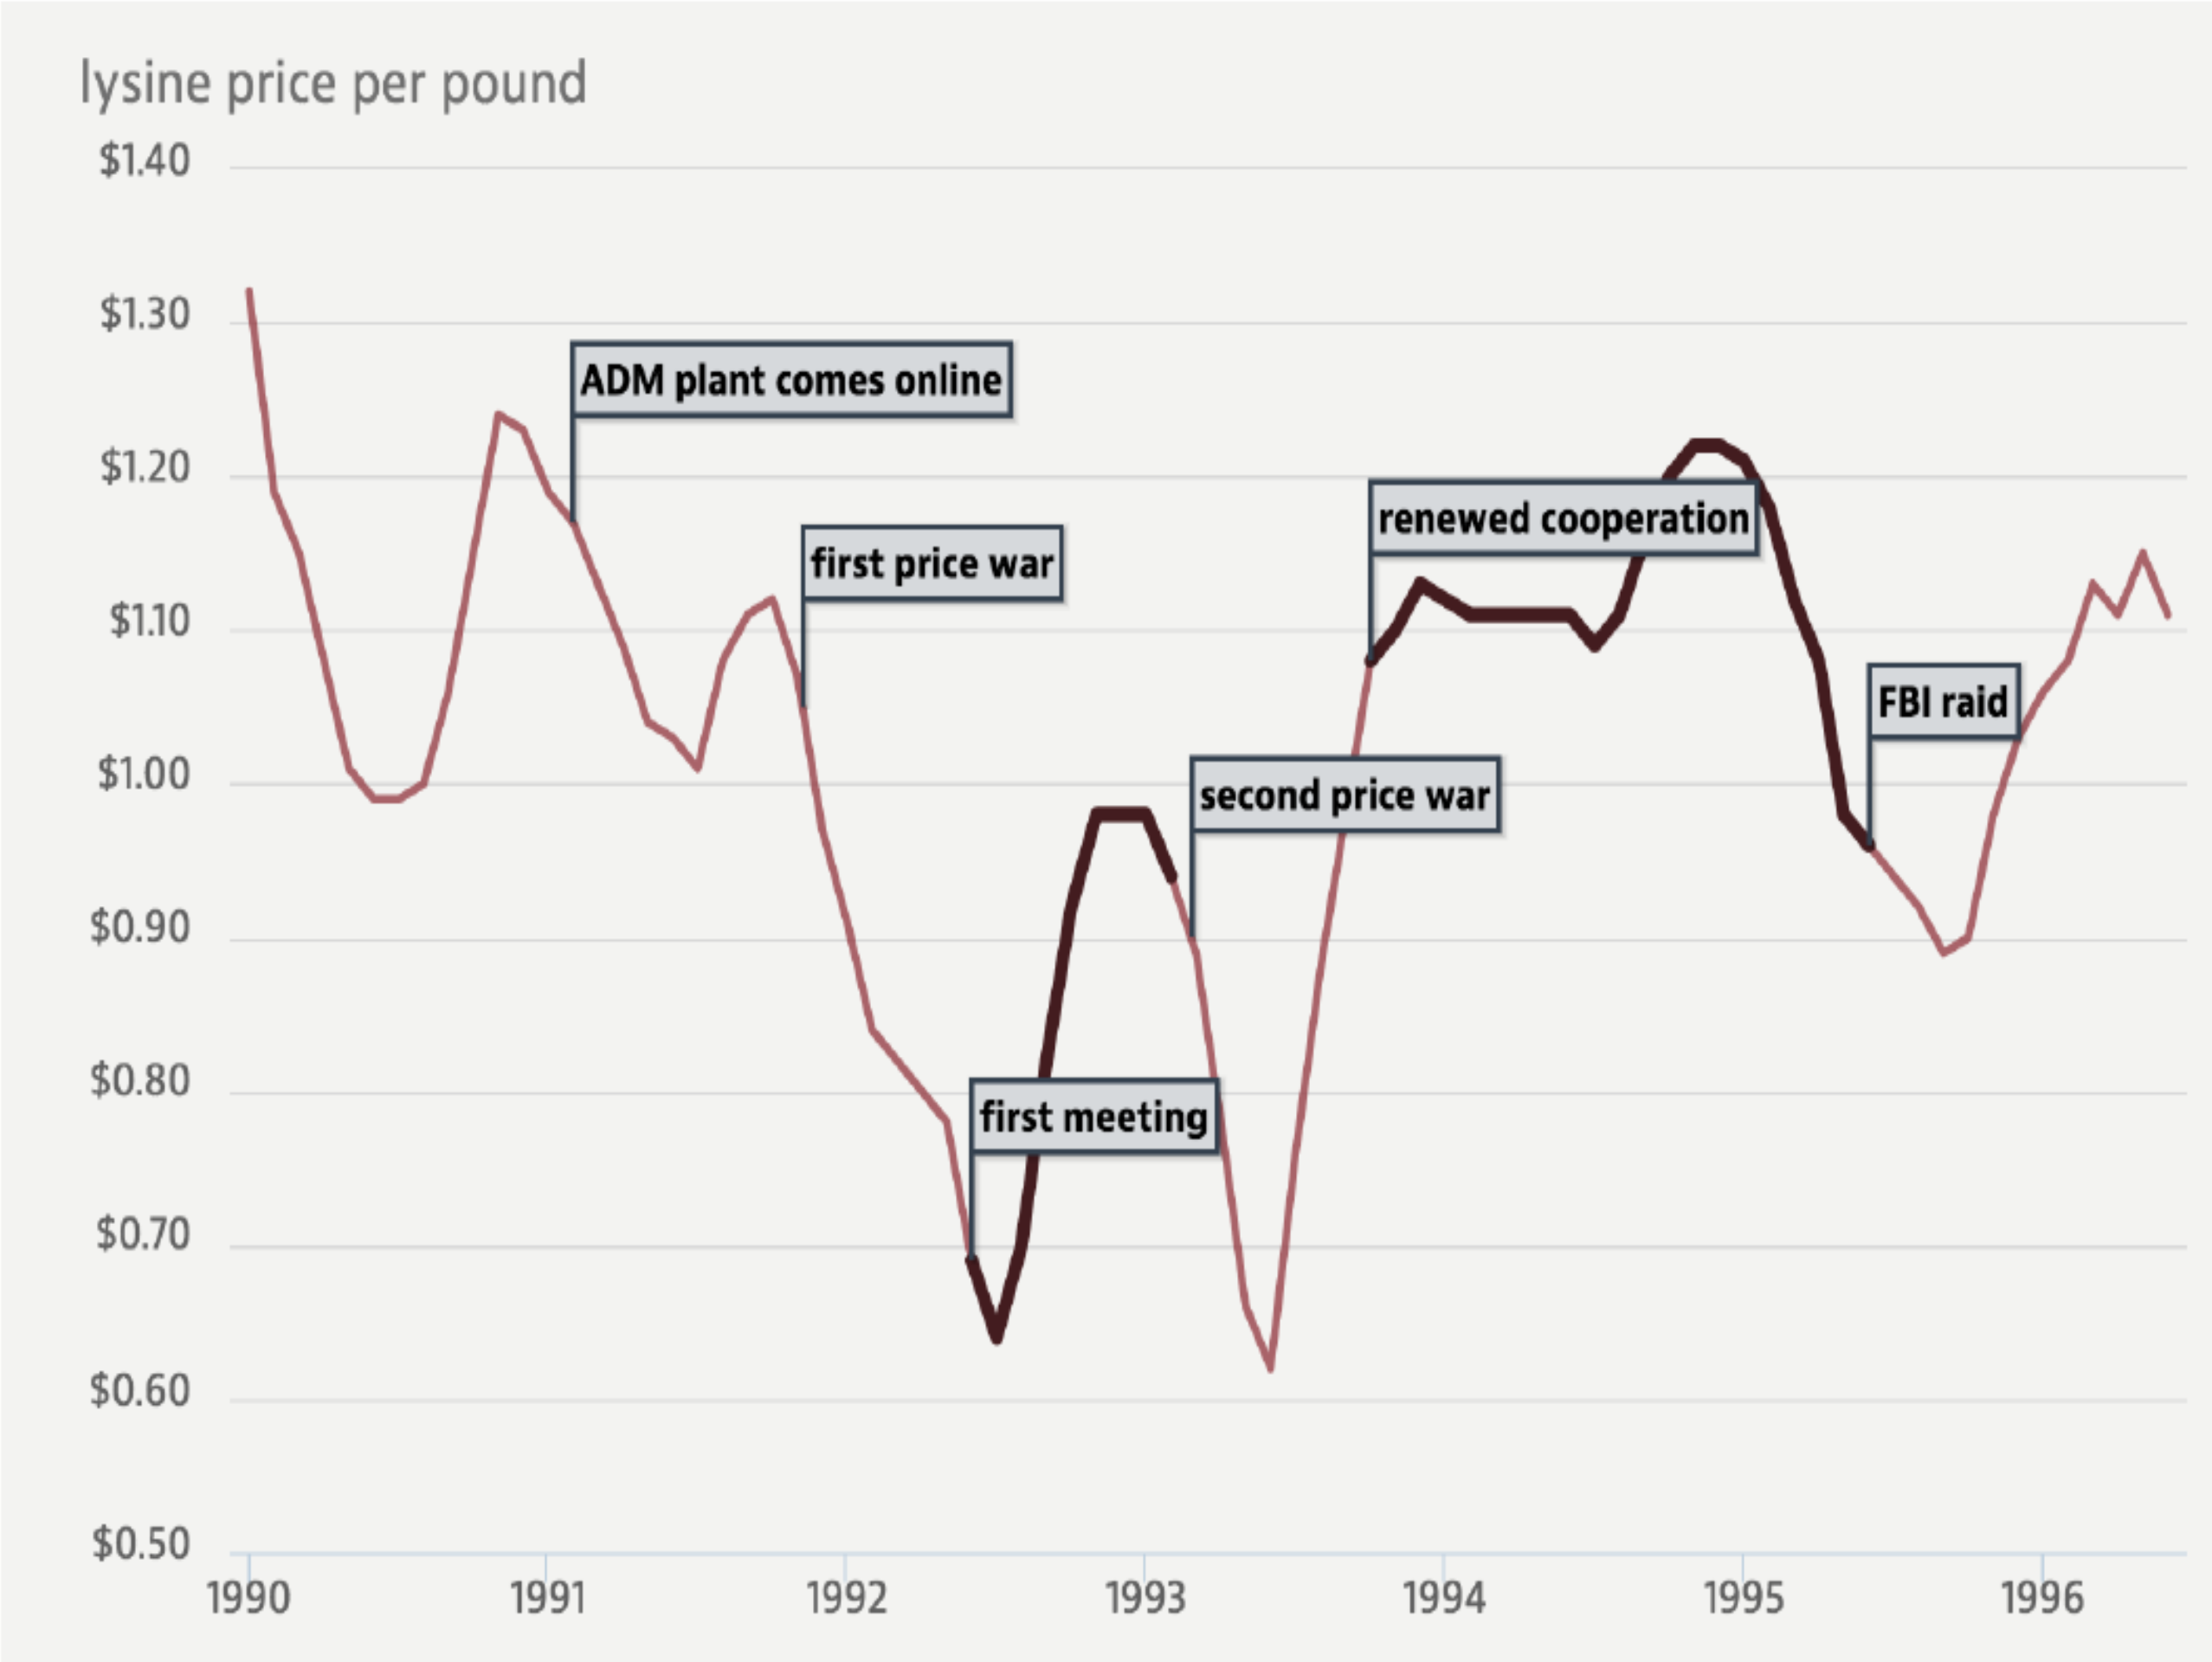 lysine price per pound
$1.40
$1.30
ADM plant comes online
$1.20
renewed cooperation
first price war
$1.10
FBI raid
$1.00
second price war
$0.90
$0.80
first meeting
$0.70
$0.60
$0.50
1990 1991 1992 1993 1994 1995 1996